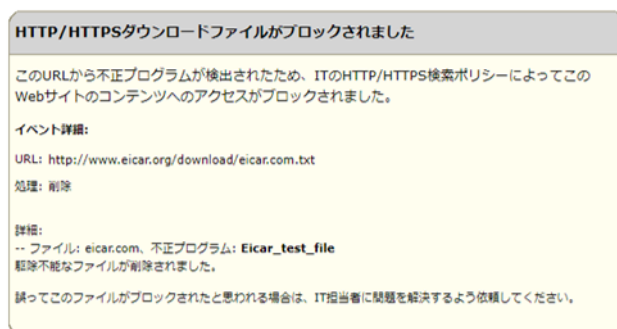 HTTP/HTTPSダウンロードファイルがブロックされました
このURLから不正プログラムが検出されたため、ITのHTTP/HTTPS検索ポリシーによってこの
Webサイトのコンテンツへのアクセスがブロックされました。
イベント詳細:
URL: http://www.eicar.org/download/eicar.com.txt
処理: 削除
詳細:
-- ファイル: eicar.com、不正プログラム: Eicar_test_file
駆除不能なファイルが削除されました。
誤ってこのファイルがブロックされたと思われる場合は、IT担当者に問題を解決するよう依頼してください。